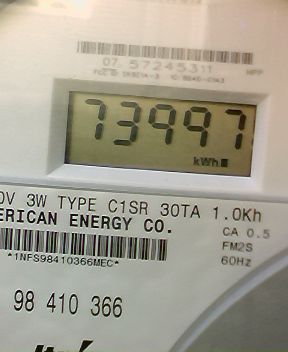 07 57245311
73997
kWh
0V 3W TYPE C1SR 30TA 1.0Kh
ERICAN ENERGY CO.
CA 0.5
FM2S
60Hz
*1NFS98410366MEC*
98 410 366